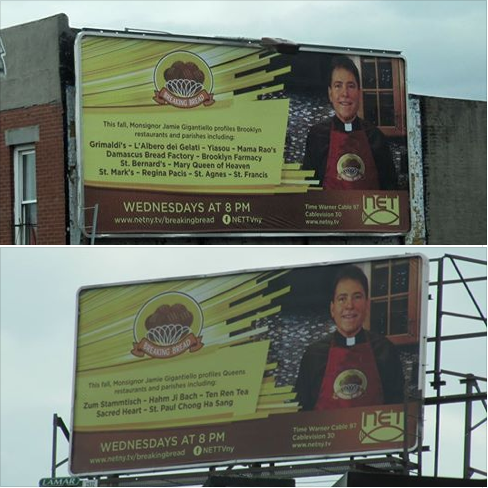 BREAKING BREAD
This fall, Monsignor Jamie Gigantiello profiles Brooklyn
restaurants and parishes including:
Grimaldi's - L'Albero dei Gelati - Yiasou - Mama Rao's
Damascus Bread Factory - Brooklyn Farmacy
St. Bernard's - Mary Queen of Heaven
St. Mark's - Regina Pacis - St. Agnes - St. Francis
WEDNESDAYS AT 8 PM
www.netny.tv/breakingbread f NETTVny
Time Warner Cable 97
Cablevision 30
www.netny.tv
NET
BREAKING BREAD
This fall, Monsignor Jamie Gigantiello profiles Queens
restaurants and parishes including:
Zum Stammtisch - Hahm Ji Bach - Ten Ren Tea
Sacred Heart - St. Paul Chong Ha Sang
WEDNESDAYS AT 8 PM
www.netny.tv/breakingbread f NETTVny
Time Warner Cable 97
Cablevision 30
www.netny.tv
NET
LAMAR